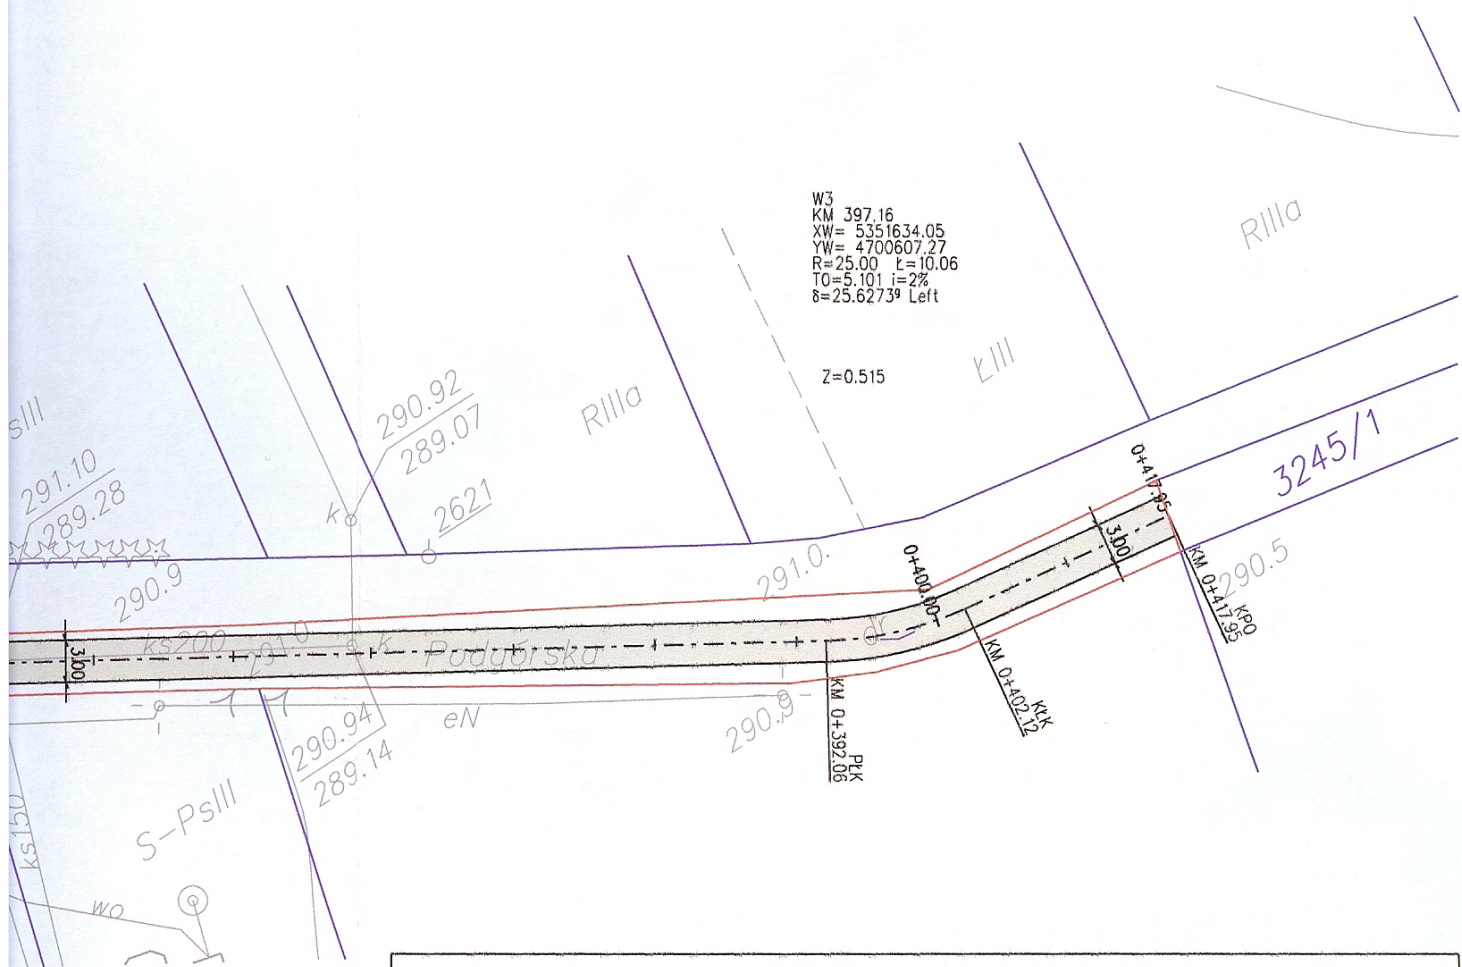 W3
KM 397.16
XW= 5351634.05
YW= 4700607.27
R=25.00 Ł=10.06
T0=5.101 i=2%
δ=25.6273ᵍ Left
Z=0.515
RIIIa
ŁIII
RIIIa
sIII
290.92
289.07
291.10
289.28
2621
k
3245/1
0+417.95
290.9
291.0.
0+400.00
3.00
290.5
KPO
KM 0+417.95
ks200
k
Podgórska
dr
3.00
KŁK
KM 0+402.12
PŁK
KM 0+392.06
eN
290.9
290.94
289.14
S-PsIII
ks150
wo